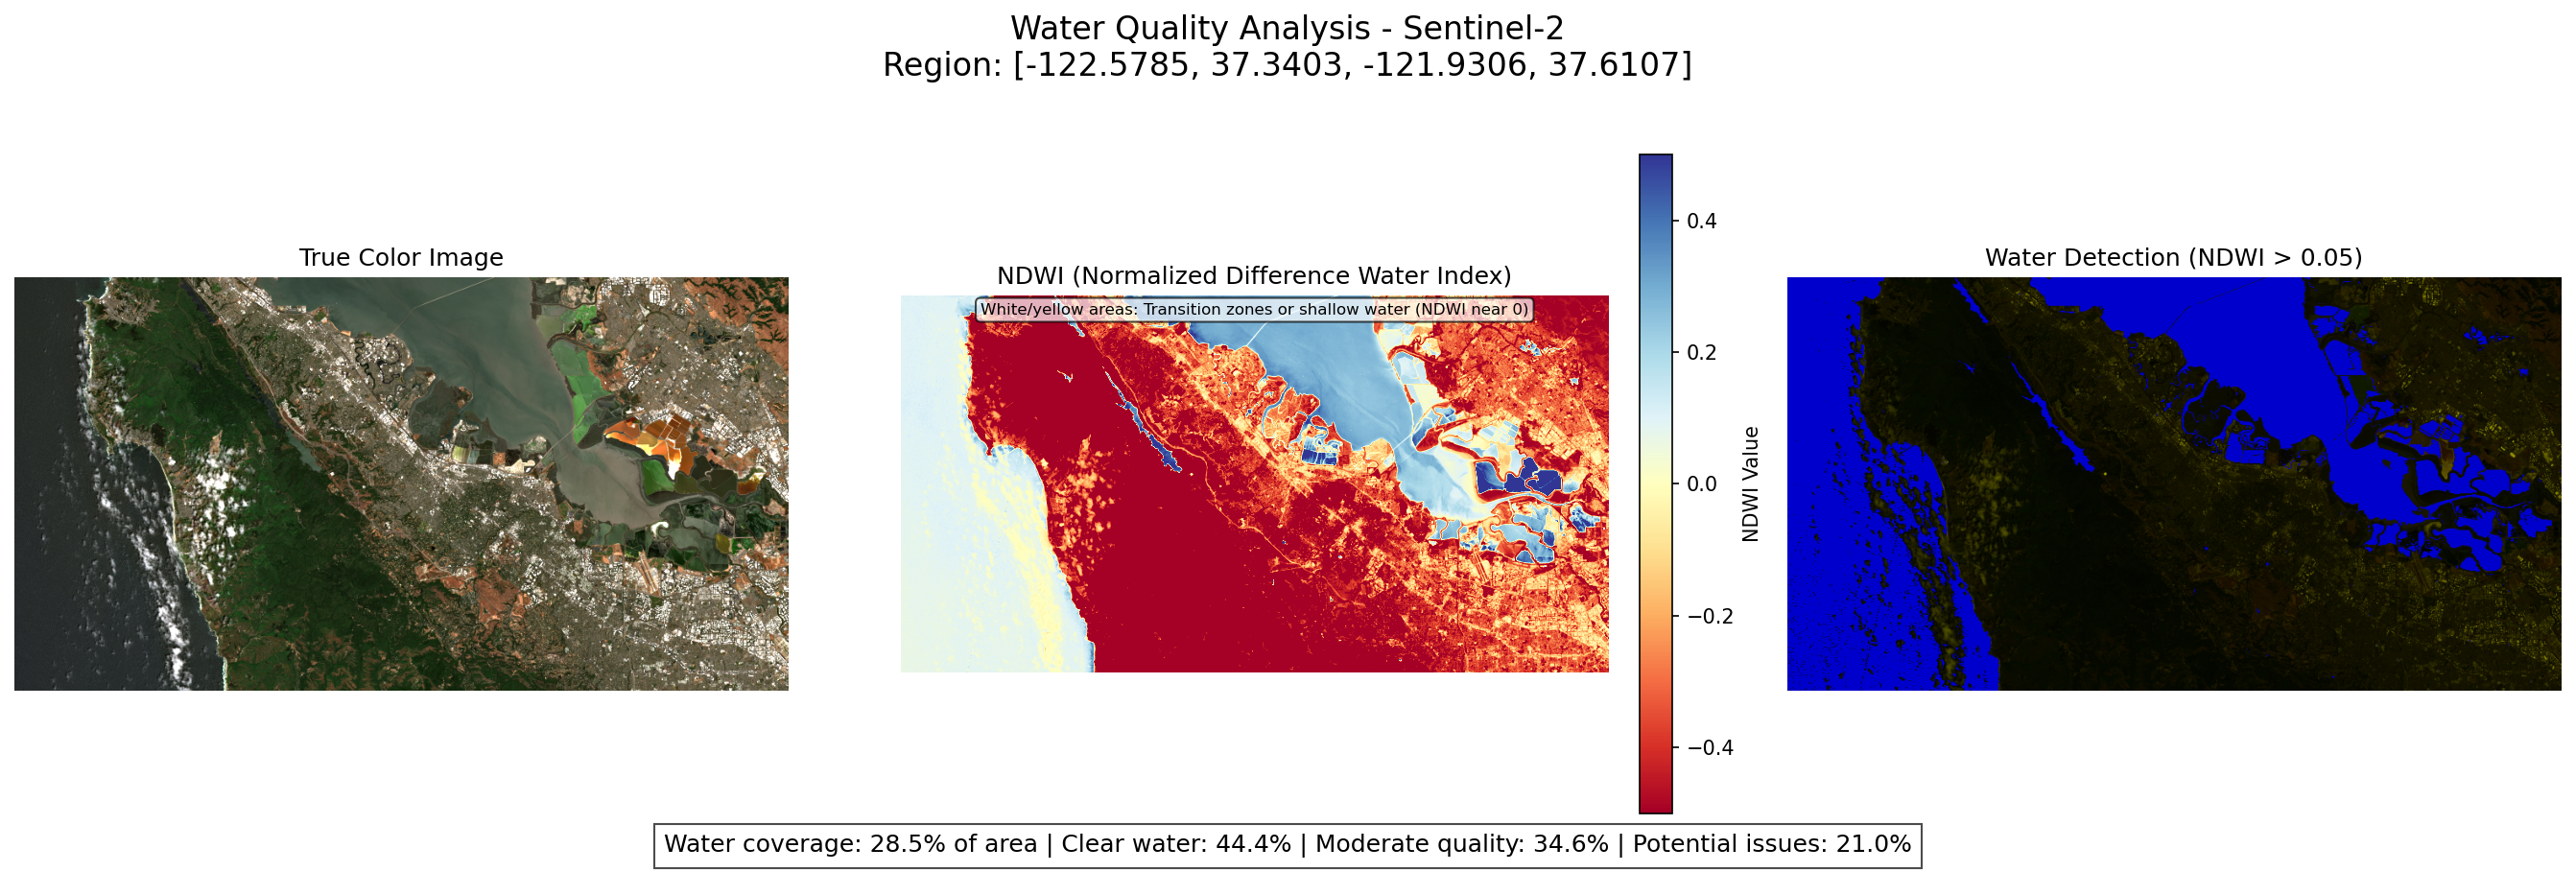 Water Quality Analysis - Sentinel-2
Region: [-122.5785, 37.3403, -121.9306, 37.6107]
True Color Image
NDWI (Normalized Difference Water Index)
White/yellow areas: Transition zones or shallow water (NDWI near 0)
0.4
0.2
0.0
−0.2
−0.4
NDWI Value
Water Detection (NDWI > 0.05)
Water coverage: 28.5% of area | Clear water: 44.4% | Moderate quality: 34.6% | Potential issues: 21.0%